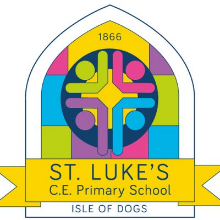 1866
ST. LUKE'S
C.E. Primary School
ISLE OF DOGS